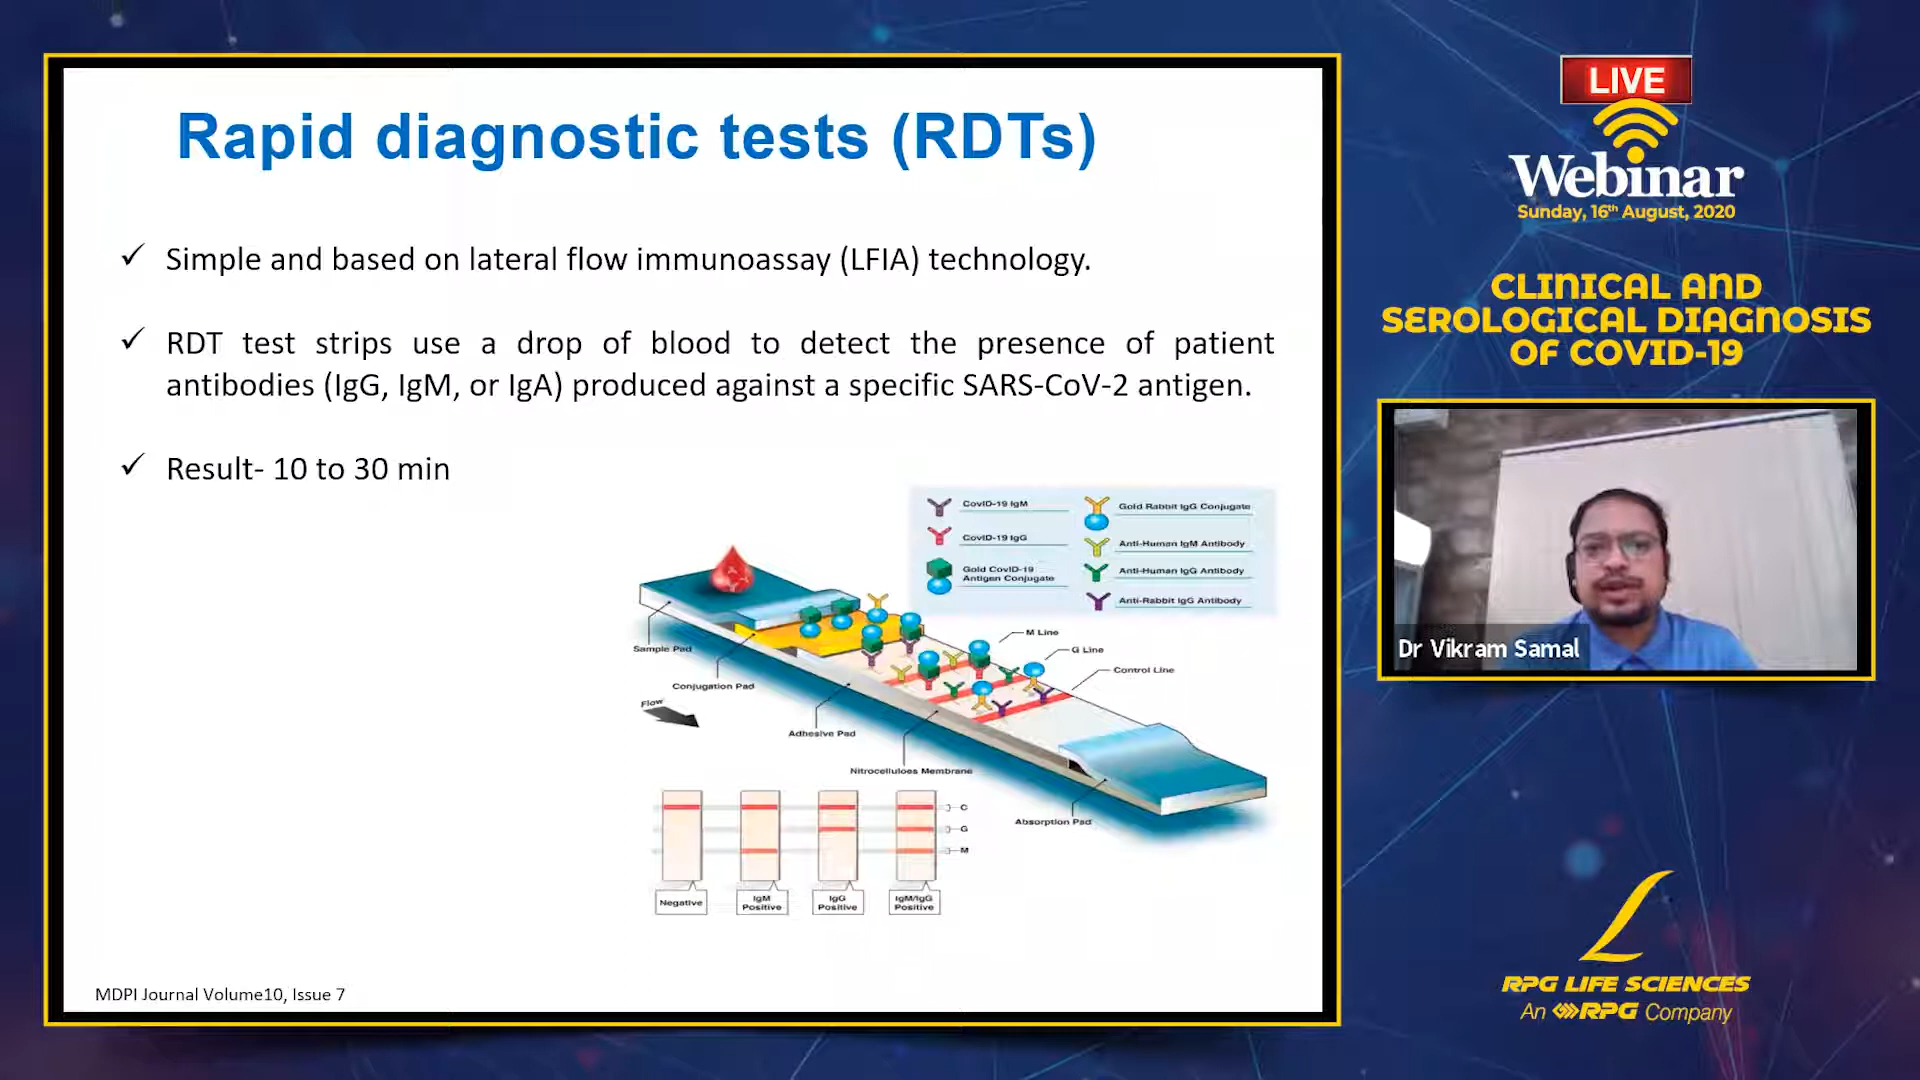 Rapid diagnostic tests (RDTs)
✓ Simple and based on lateral flow immunoassay (LFIA) technology.
✓ RDT test strips use a drop of blood to detect the presence of patient
antibodies (IgG, IgM, or IgA) produced against a specific SARS-CoV-2 antigen.
✓ Result- 10 to 30 min
CovID-19 IgM
CovID-19 IgG
Gold CovID-19
Antigen Conjugate
Gold Rabbit IgG Conjugate
Anti-Human IgM Antibody
Anti-Human IgG Antibody
Anti-Rabbit IgG Antibody
M Line
G Line
Control Line
Sample Pad
Conjugation Pad
Flow
Adhesive Pad
Nitrocelluloes Membrane
Absorption Pad
C
G
M
Negative
IgM
Positive
IgG
Positive
IgM/IgG
Positive
MDPI Journal Volume10, Issue 7
LIVE
Webinar
Sunday, 16th August, 2020
CLINICAL AND
SEROLOGICAL DIAGNOSIS
OF COVID-19
Dr Vikram Samal
RPG LIFE SCIENCES
An RPG Company